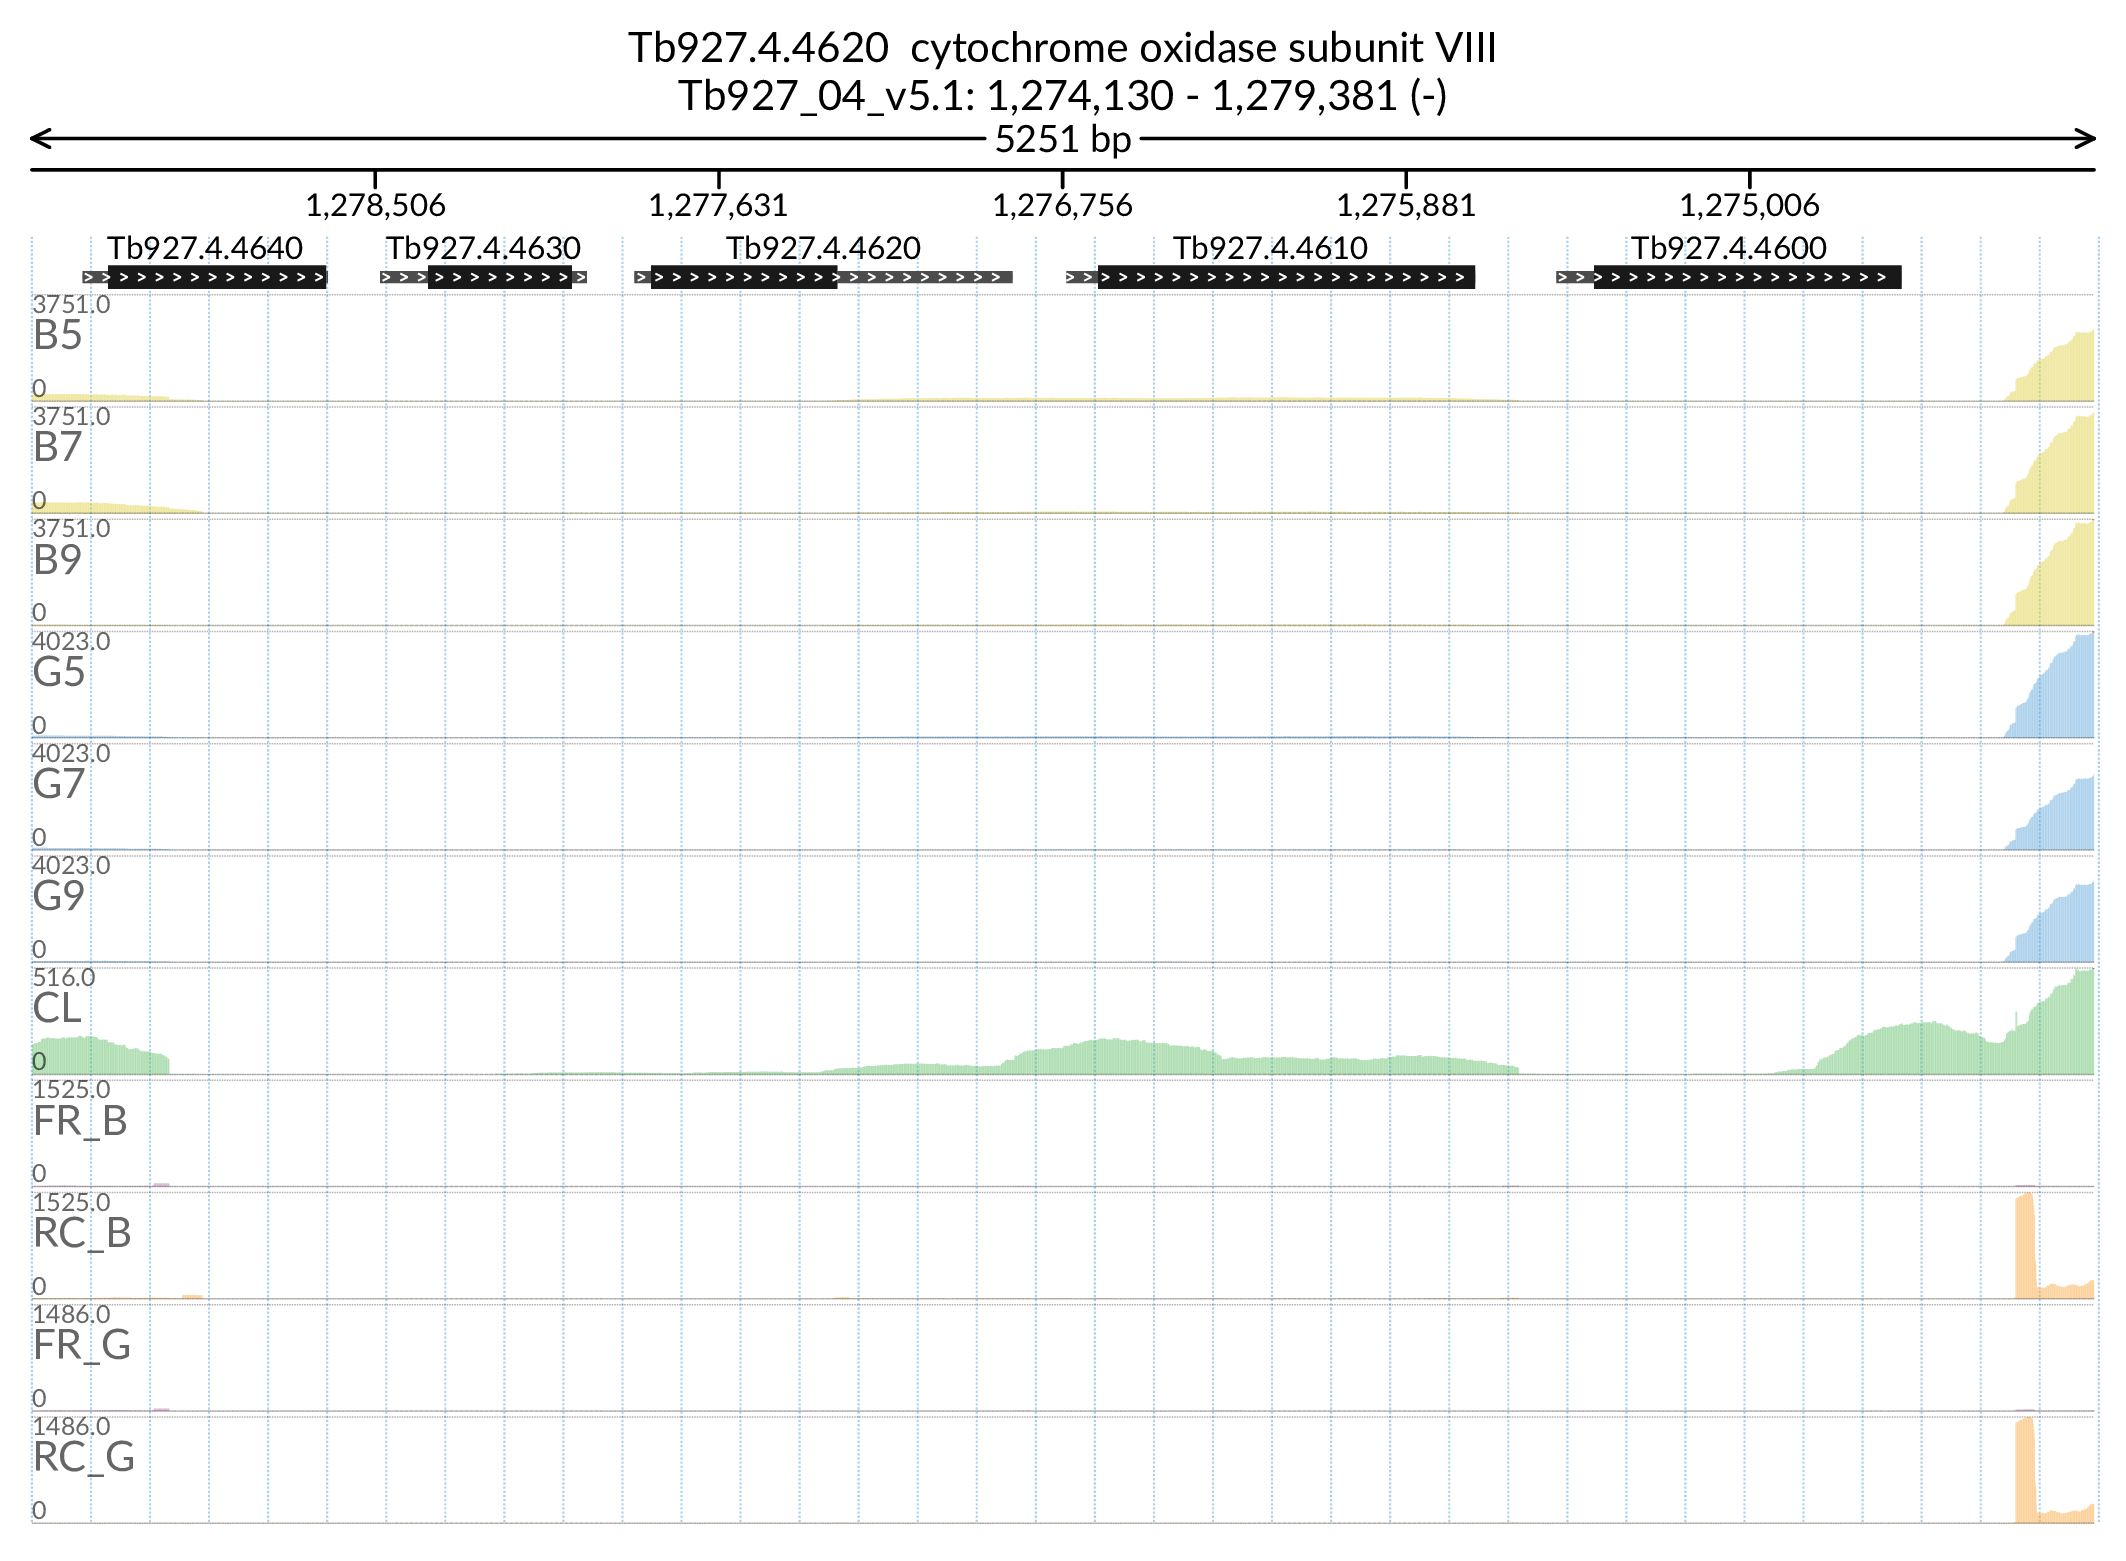 Tb927.4.4620  cytochrome oxidase subunit VIII
Tb927_04_v5.1: 1,274,130 - 1,279,381 (-)
5251 bp
1,278,506 1,277,631 1,276,756 1,275,881 1,275,006
Tb927.4.4640 Tb927.4.4630 Tb927.4.4620 Tb927.4.4610 Tb927.4.4600
3751.0
B5
0
3751.0
B7
0
3751.0
B9
0
4023.0
G5
0
4023.0
G7
0
4023.0
G9
0
516.0
CL
0
1525.0
FR_B
0
1525.0
RC_B
0
1486.0
FR_G
0
1486.0
RC_G
0